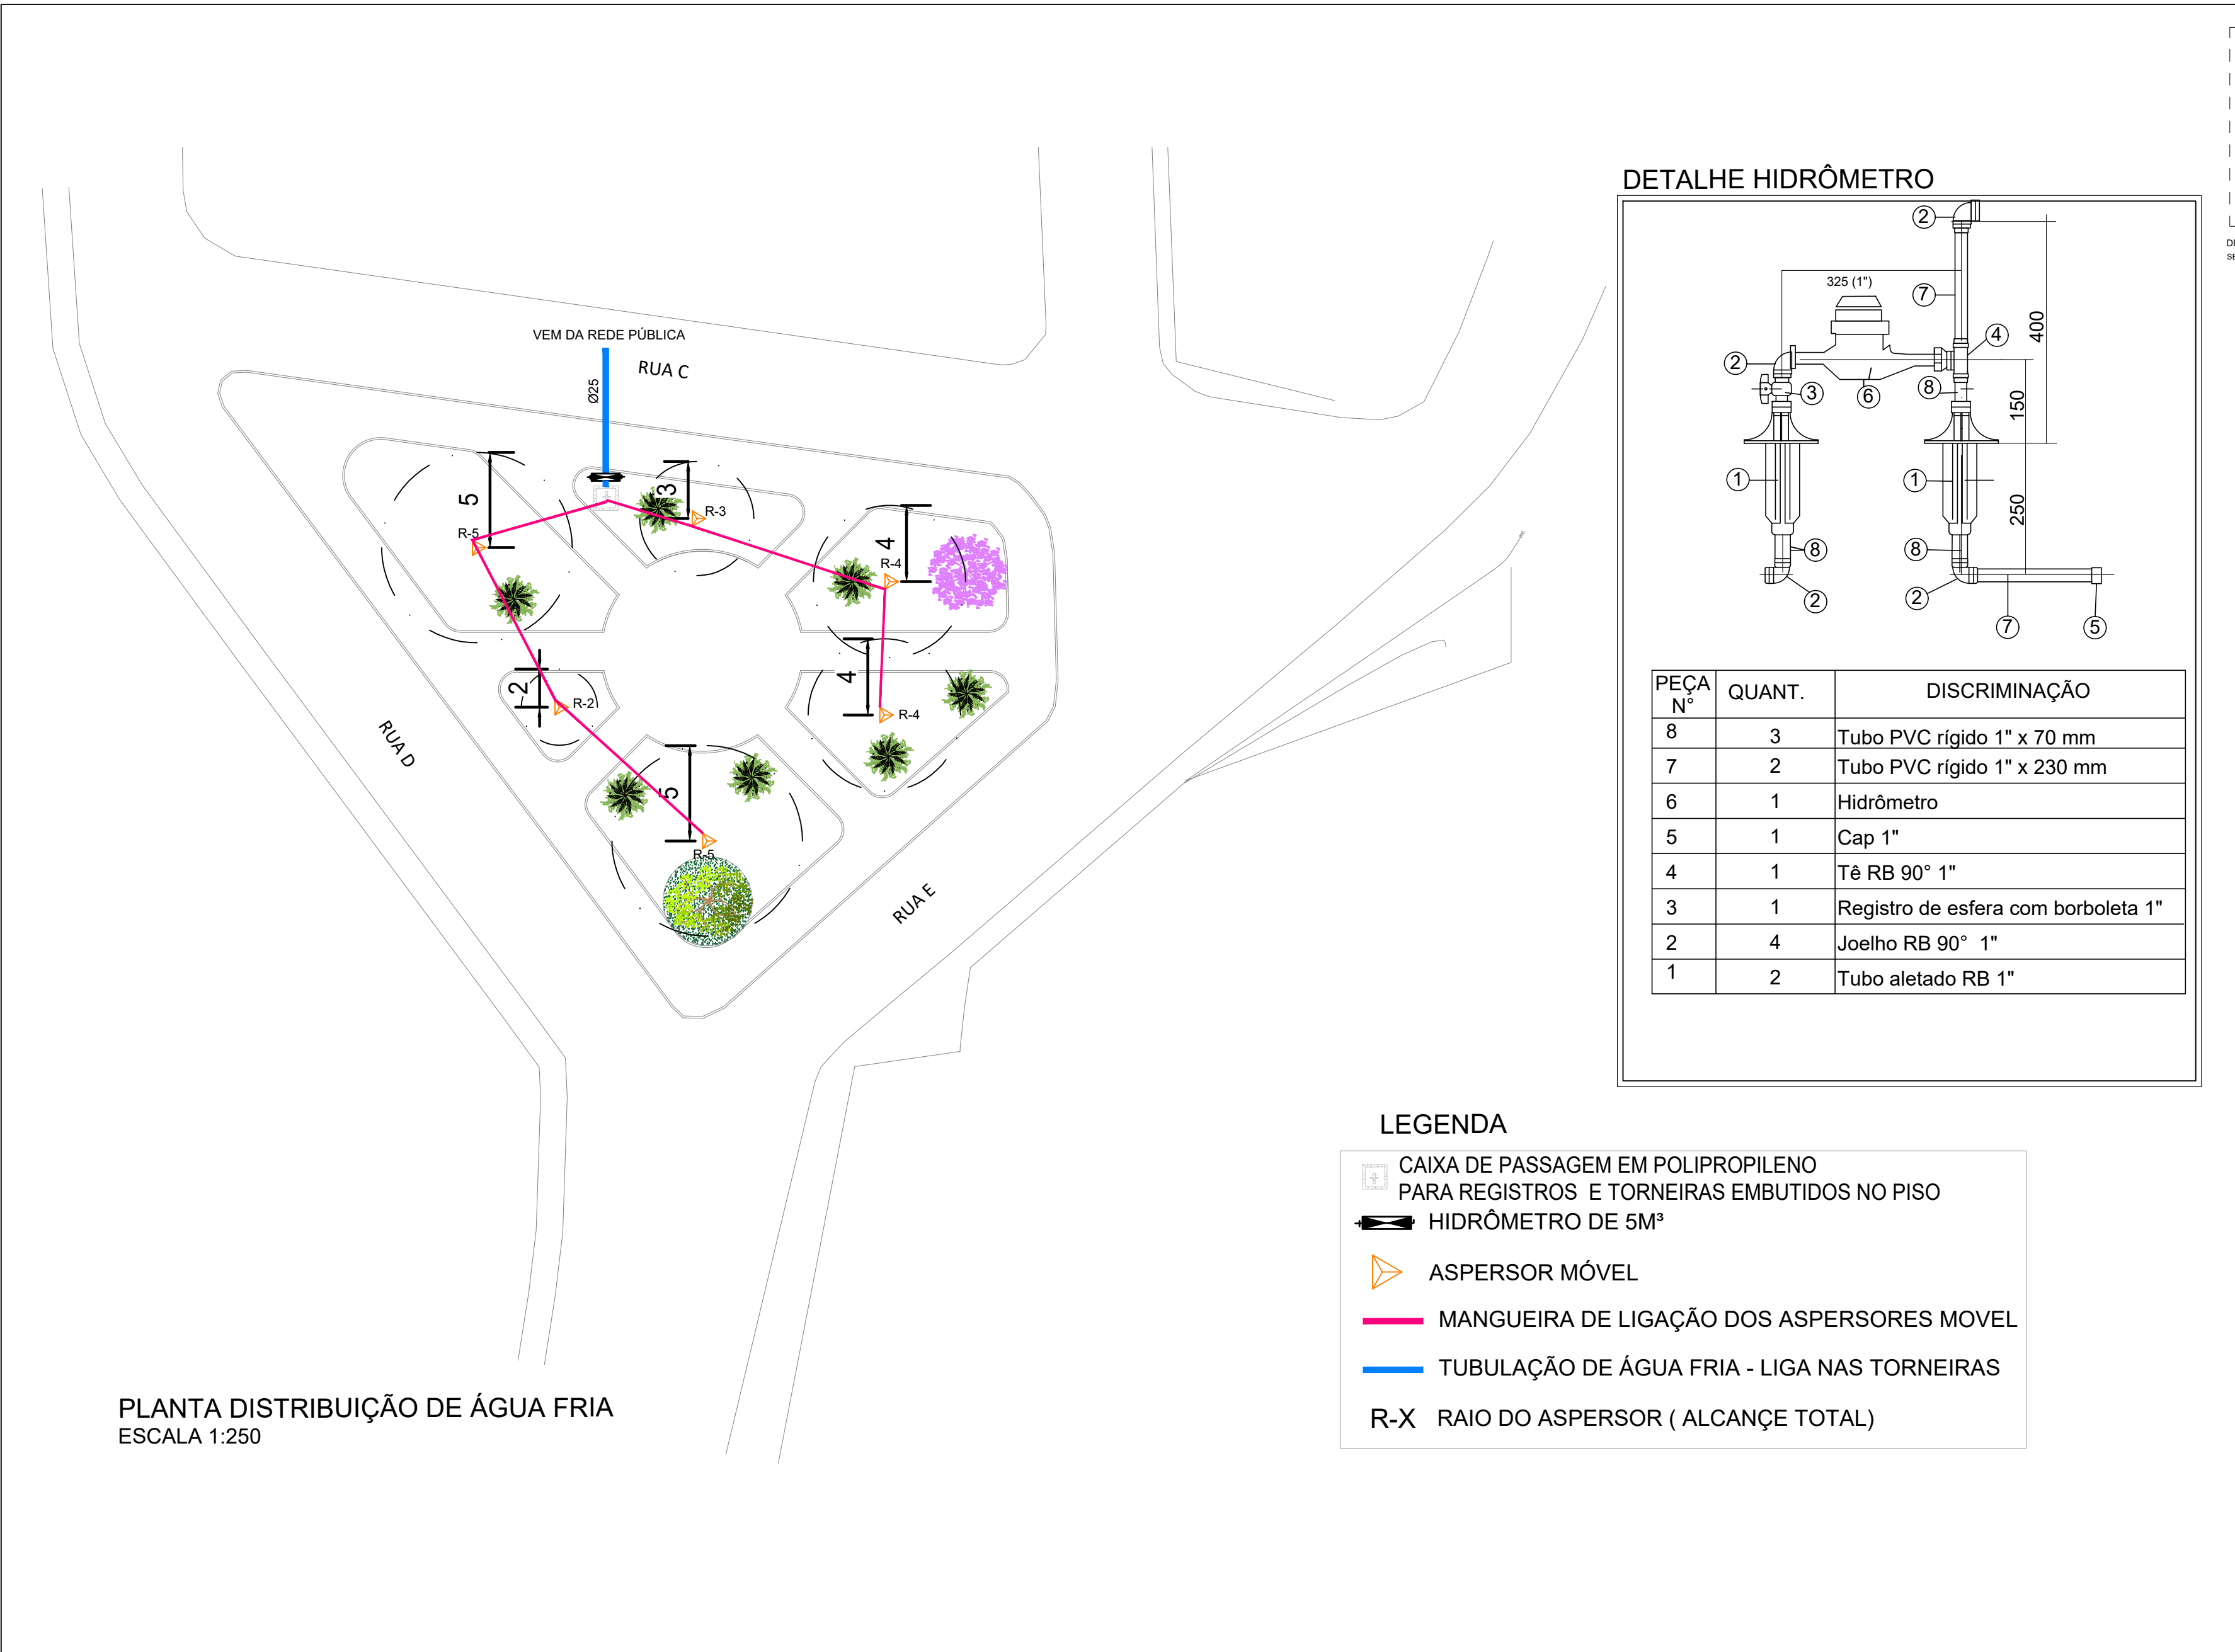 VEM DA REDE PÚBLICA
Ø25
RUA C
5
R-5
3
R-3
4
R-4
4
R-4
2
R-2
5
R-5
RUA D
RUA E
PLANTA DISTRIBUIÇÃO DE ÁGUA FRIA
ESCALA 1:250
DETALHE HIDRÔMETRO
2
325 (1")
7
400
4
2
3
6
8
150
1
1
250
8
8
2
2
7
5
PEÇA N° QUANT. DISCRIMINAÇÃO
8 3 Tubo PVC rígido 1" x 70 mm
7 2 Tubo PVC rígido 1" x 230 mm
6 1 Hidrômetro
5 1 Cap 1"
4 1 Tê RB 90° 1"
3 1 Registro de esfera com borboleta 1"
2 4 Joelho RB 90° 1"
1 2 Tubo aletado RB 1"
LEGENDA
CAIXA DE PASSAGEM EM POLIPROPILENO
PARA REGISTROS E TORNEIRAS EMBUTIDOS NO PISO
HIDRÔMETRO DE 5M³
ASPERSOR MÓVEL
MANGUEIRA DE LIGAÇÃO DOS ASPERSORES MOVEL
TUBULAÇÃO DE ÁGUA FRIA - LIGA NAS TORNEIRAS
R-X RAIO DO ASPERSOR ( ALCANÇE TOTAL)